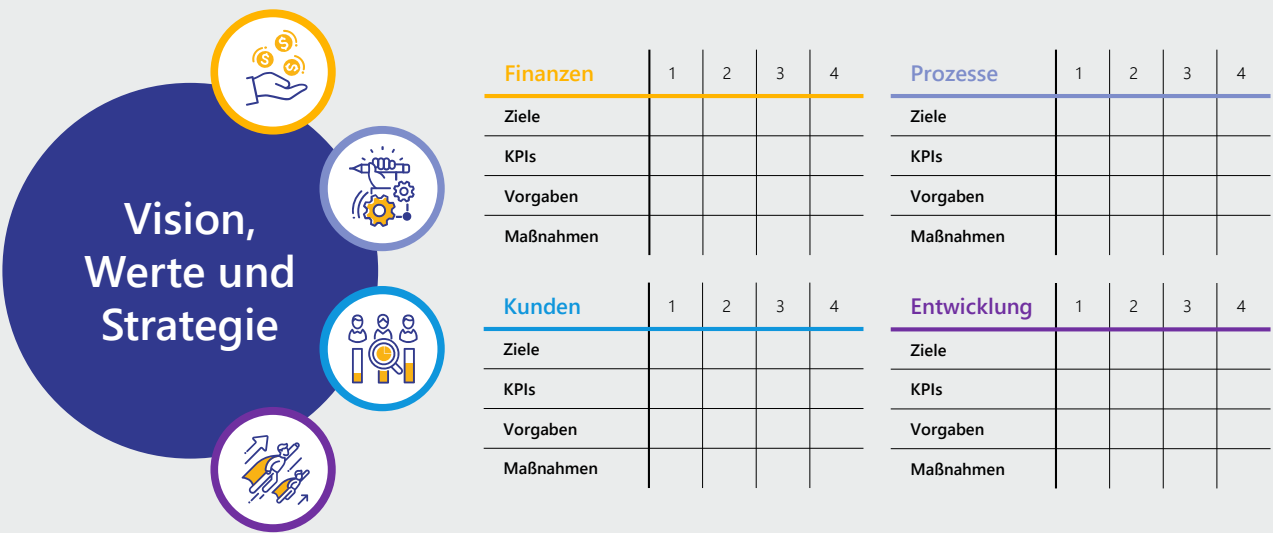 Vision,
Werte und
Strategie
Finanzen 1 2 3 4
Ziele
KPIs
Vorgaben
Maßnahmen
Prozesse 1 2 3 4
Ziele
KPIs
Vorgaben
Maßnahmen
Kunden 1 2 3 4
Ziele
KPIs
Vorgaben
Maßnahmen
Entwicklung 1 2 3 4
Ziele
KPIs
Vorgaben
Maßnahmen